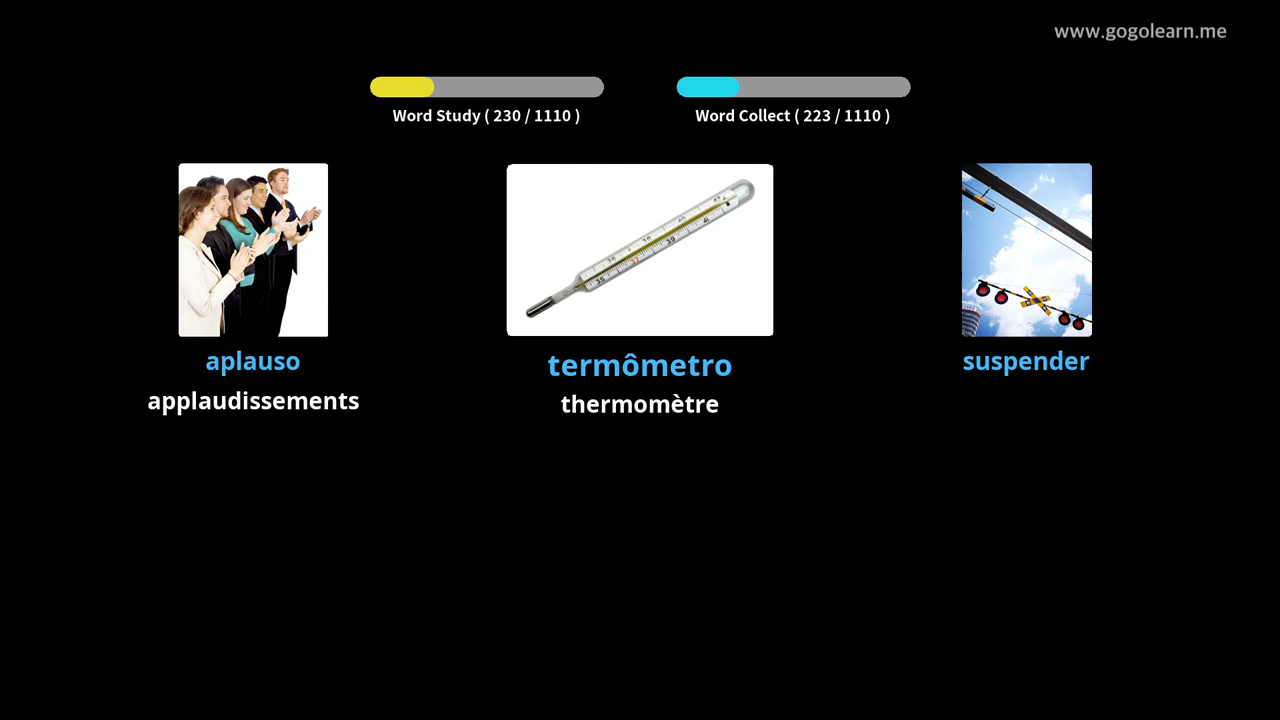 www.gogolearn.me
Word Study ( 230 / 1110 )
Word Collect ( 223 / 1110 )
aplauso
applaudissements
termômetro
thermomètre
suspender